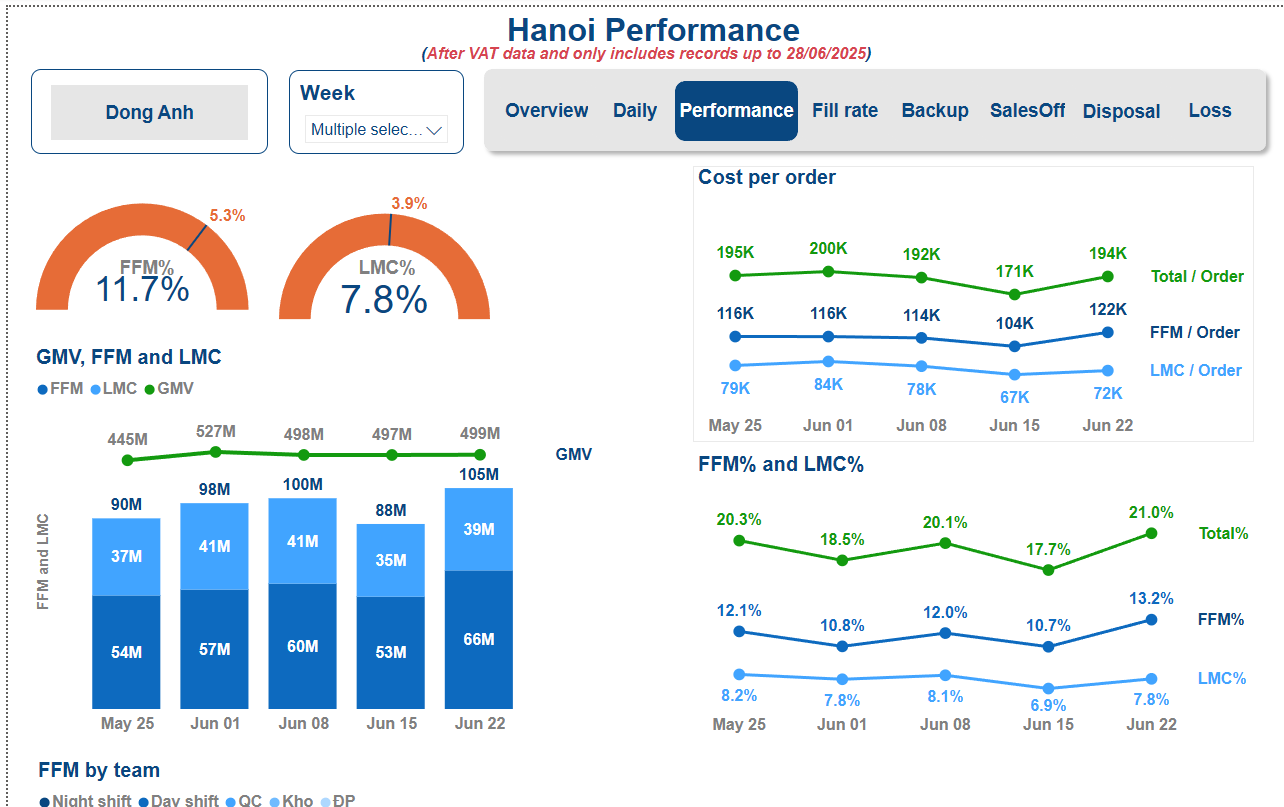 Hanoi Performance
(After VAT data and only includes records up to 28/06/2025)
Dong Anh
Week
Multiple selec...
Overview Daily Performance Fill rate Backup SalesOff Disposal Loss
5.3%
FFM%
11.7%
3.9%
LMC%
7.8%
Cost per order
195K 200K 192K 171K 194K
Total / Order
116K 116K 114K 104K 122K
FFM / Order
79K 84K 78K 67K 72K
LMC / Order
May 25 Jun 01 Jun 08 Jun 15 Jun 22
GMV, FFM and LMC
FFM LMC GMV
445M 527M 498M 497M 499M
GMV
90M 98M 100M 88M 105M
37M 41M 41M 35M 39M
54M 57M 60M 53M 66M
FFM and LMC
May 25 Jun 01 Jun 08 Jun 15 Jun 22
FFM% and LMC%
20.3% 18.5% 20.1% 17.7% 21.0%
Total%
12.1% 10.8% 12.0% 10.7% 13.2%
FFM%
8.2% 7.8% 8.1% 6.9% 7.8%
LMC%
May 25 Jun 01 Jun 08 Jun 15 Jun 22
FFM by team
Night shift Day shift QC Kho ĐP